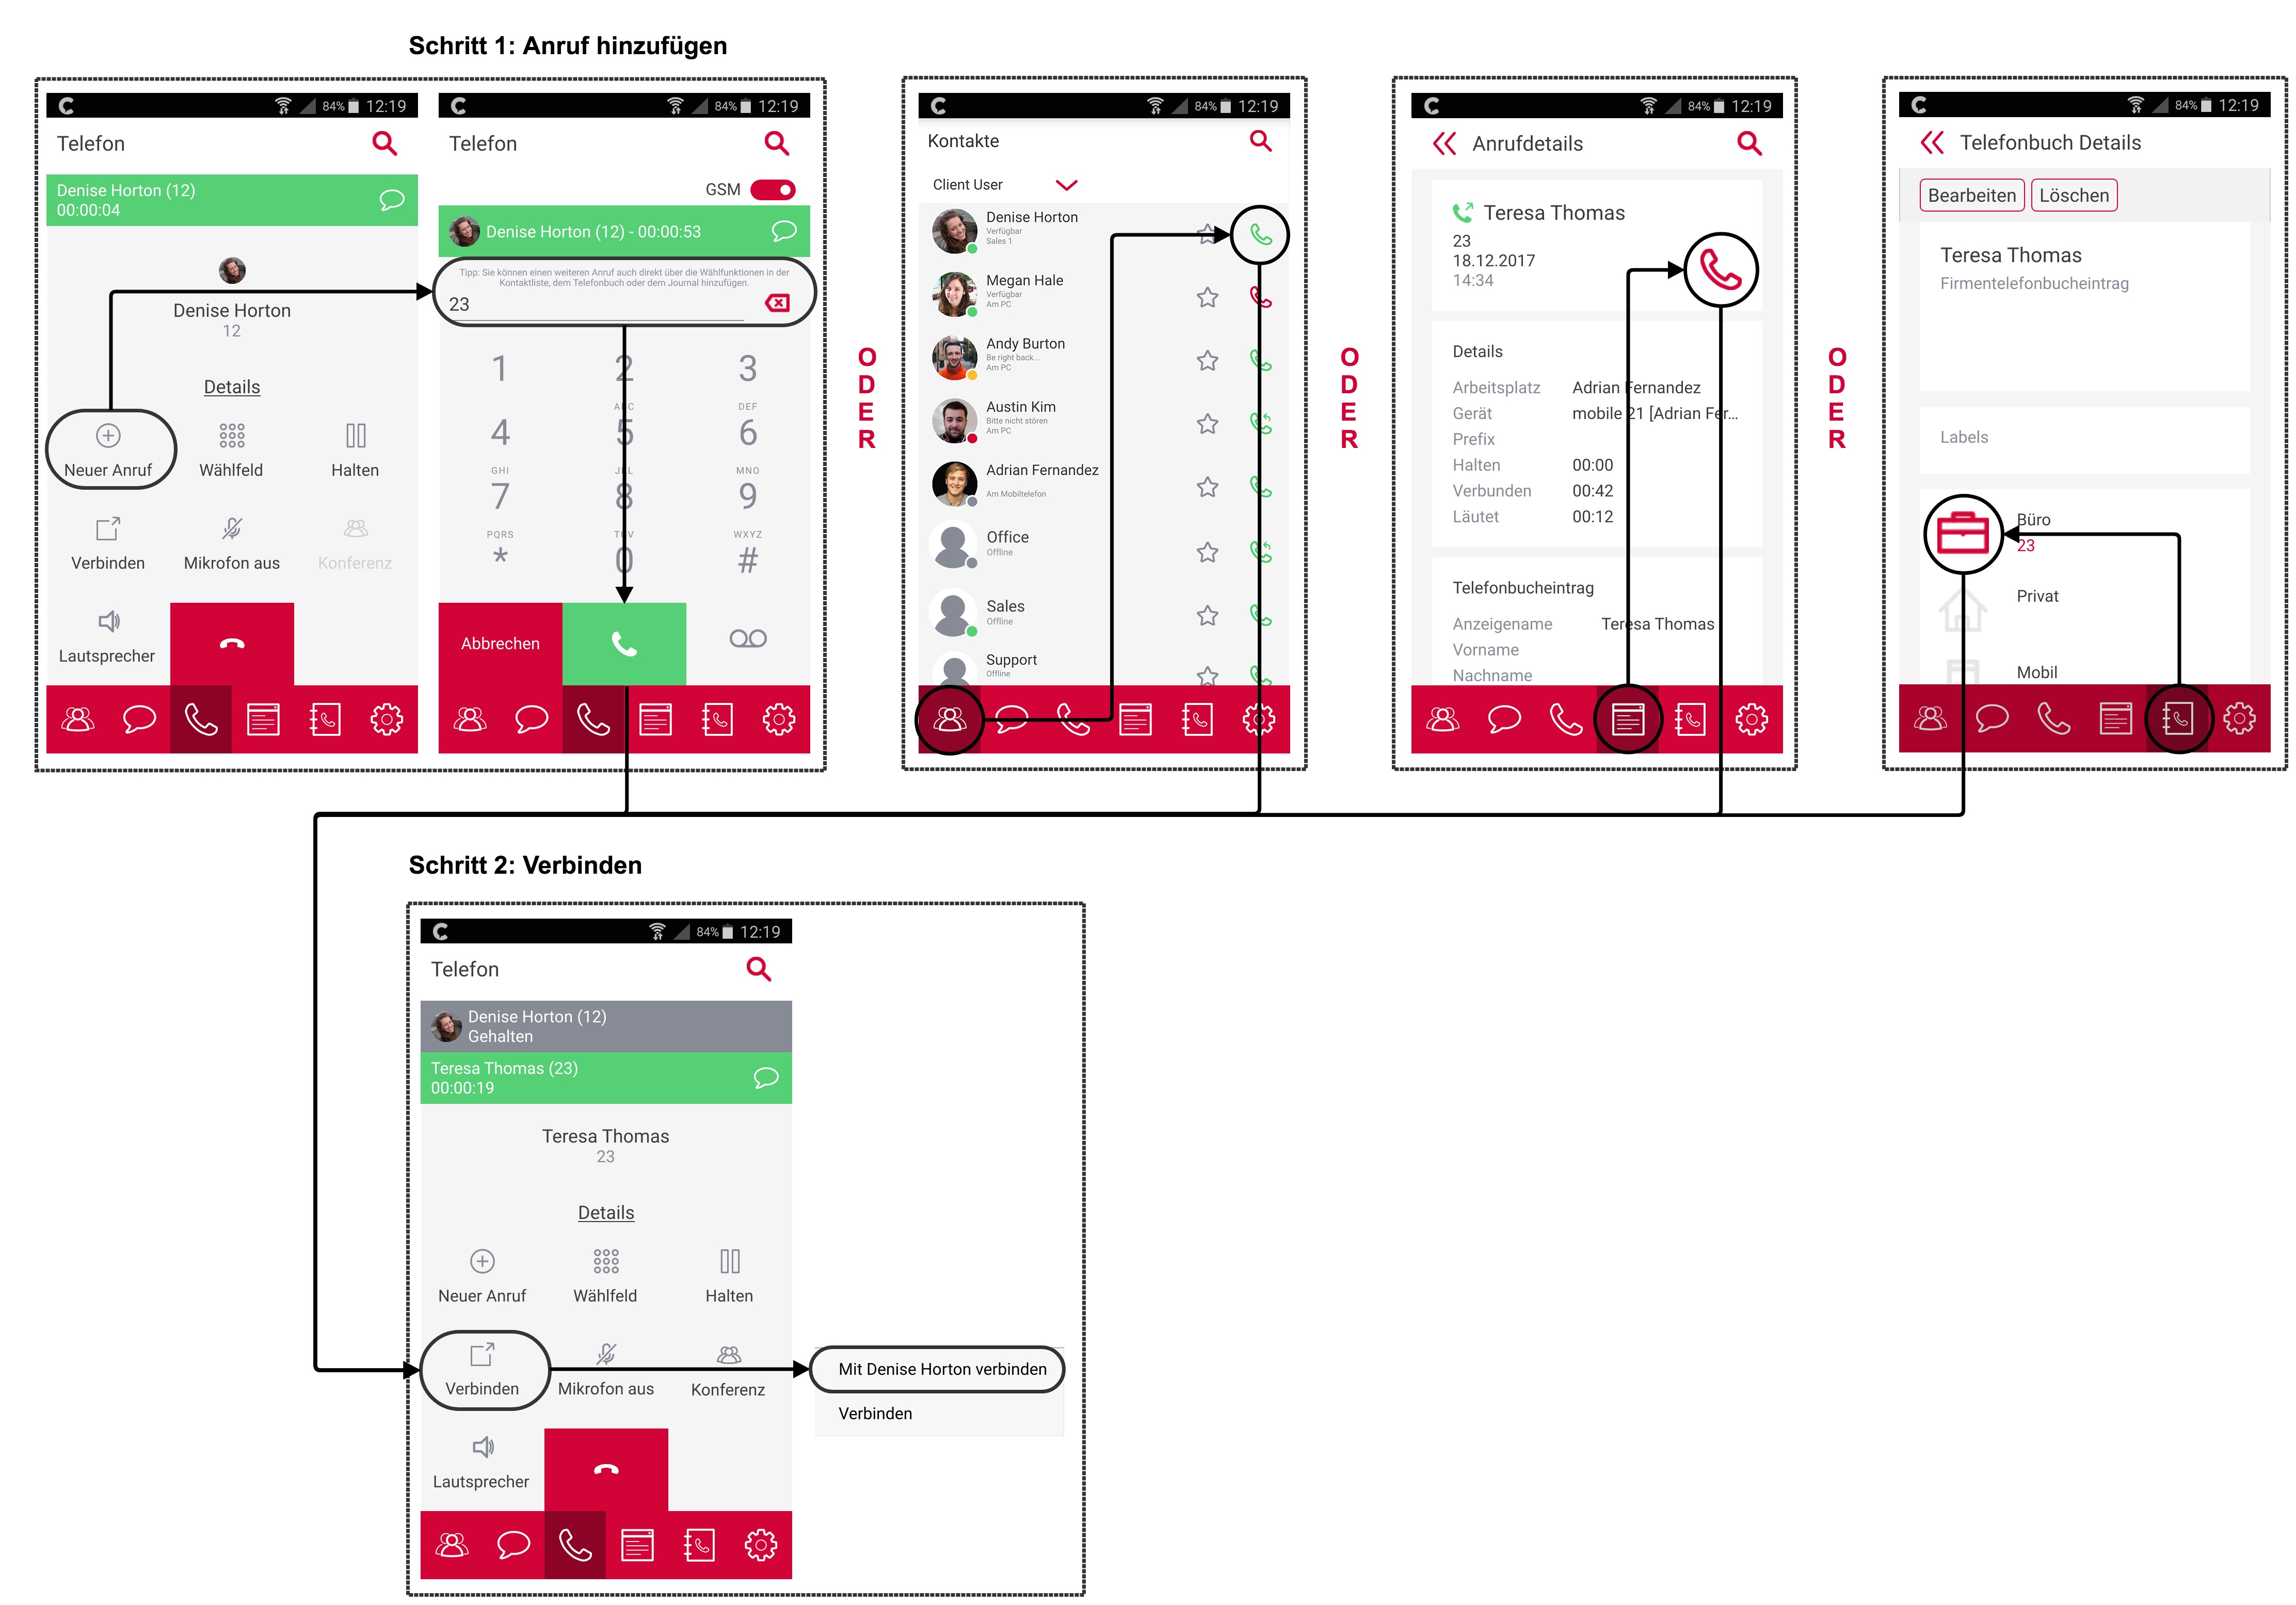 Schritt 1: Anruf hinzufügen
84% 12:19
Telefon
Denise Horton (12)
00:00:04
Denise Horton
12
Details
Neuer Anruf
Wählfeld
Halten
Verbinden
Mikrofon aus
Konferenz
Lautsprecher
84% 12:19
Telefon
GSM
Denise Horton (12) - 00:00:53
Tipp: Sie können einen weiteren Anruf auch direkt über die Wählfunktionen in der
Kontaktliste, dem Telefonbuch oder dem Journal hinzufügen.
23
1 2 3
ABC DEF
4 5 6
GHI JKL MNO
7 8 9
PQRS TUV WXYZ
* 0 #
Abbrechen
ODER
84% 12:19
Kontakte
Client User
Denise Horton
Verfügbar
Sales 1
Megan Hale
Verfügbar
Am PC
Andy Burton
Be right back...
Am PC
Austin Kim
Bitte nicht stören
Am PC
Adrian Fernandez
Am Mobiltelefon
Office
Offline
Sales
Offline
Support
Offline
ODER
84% 12:19
Anrufdetails
Teresa Thomas
23
18.12.2017
14:34
Details
Arbeitsplatz Adrian Fernandez
Gerät mobile 21 [Adrian Fer...
Prefix
Halten 00:00
Verbunden 00:42
Läutet 00:12
Telefonbucheintrag
Anzeigename Teresa Thomas
Vorname
Nachname
ODER
84% 12:19
Telefonbuch Details
Bearbeiten Löschen
Teresa Thomas
Firmentelefonbucheintrag
Labels
Büro
23
Privat
Mobil
Schritt 2: Verbinden
84% 12:19
Telefon
Denise Horton (12)
Gehalten
Teresa Thomas (23)
00:00:19
Teresa Thomas
23
Details
Neuer Anruf
Wählfeld
Halten
Verbinden
Mikrofon aus
Konferenz
Lautsprecher
Mit Denise Horton verbinden
Verbinden